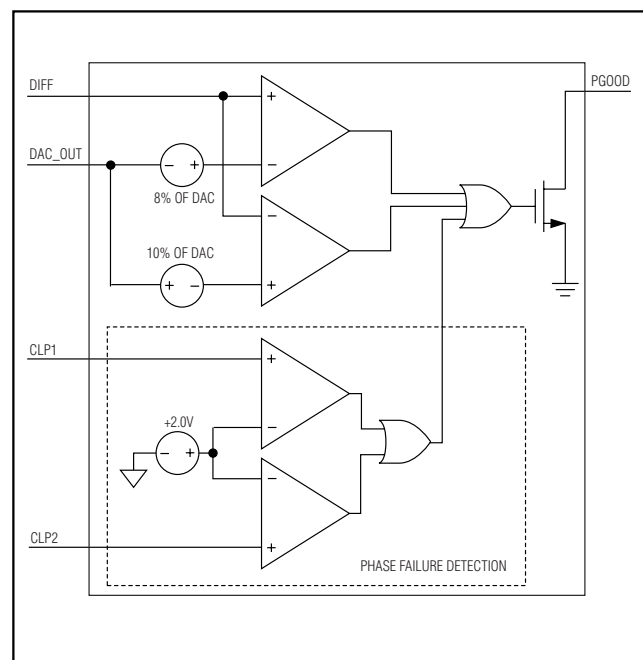 DIFF
PGOOD
DAC_OUT
+
−
− +
8% OF DAC
10% OF DAC
−
+ −
+
CLP1
+
+2.0V
−
− +
−
CLP2
+
PHASE FAILURE DETECTION